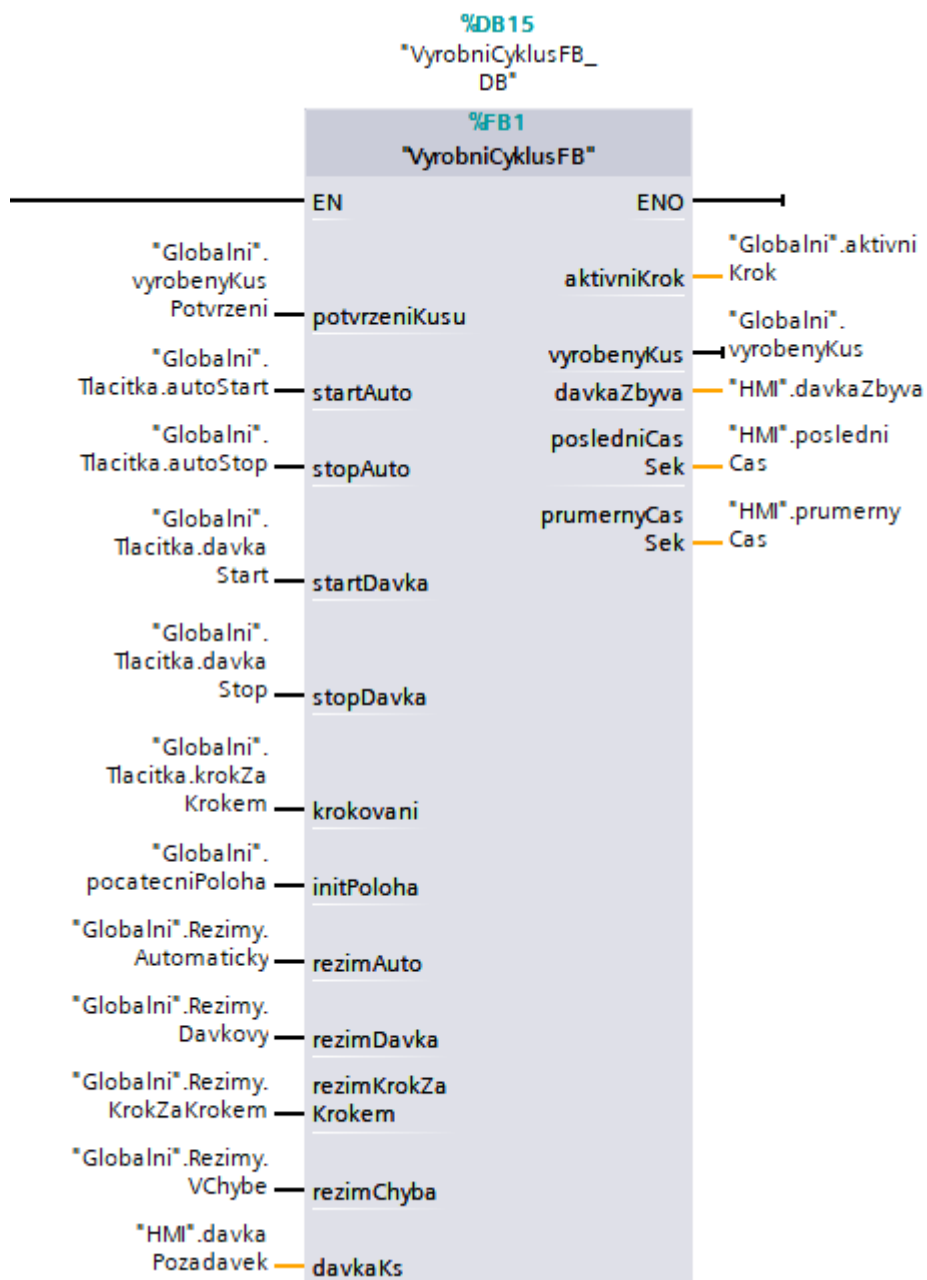 %DB15
"VyrobniCyklusFB_
DB"
%FB1
"VyrobniCyklusFB"
EN
ENO
"Globalni".
vyrobenyKus
Potvrzeni
potvrzeniKusu
"Globalni".
Tlacitka.autoStart
startAuto
"Globalni".
Tlacitka.autoStop
stopAuto
"Globalni".
Tlacitka.davka
Start
startDavka
"Globalni".
Tlacitka.davka
Stop
stopDavka
"Globalni".
Tlacitka.krokZa
Krokem
krokovani
"Globalni".
pocatecniPoloha
initPoloha
"Globalni".Rezimy.
Automaticky
rezimAuto
"Globalni".Rezimy.
Davkovy
rezimDavka
"Globalni".Rezimy.
KrokZaKrokem
rezimKrokZa
Krokem
"Globalni".Rezimy.
VChybe
rezimChyba
"HMI".davka
Pozadavek
davkaKs
aktivniKrok
"Globalni".aktivni
Krok
vyrobenyKus
"Globalni".
vyrobenyKus
davkaZbyva
"HMI".davkaZbyva
posledniCas
Sek
"HMI".posledni
Cas
prumernyCas
Sek
"HMI".prumerny
Cas